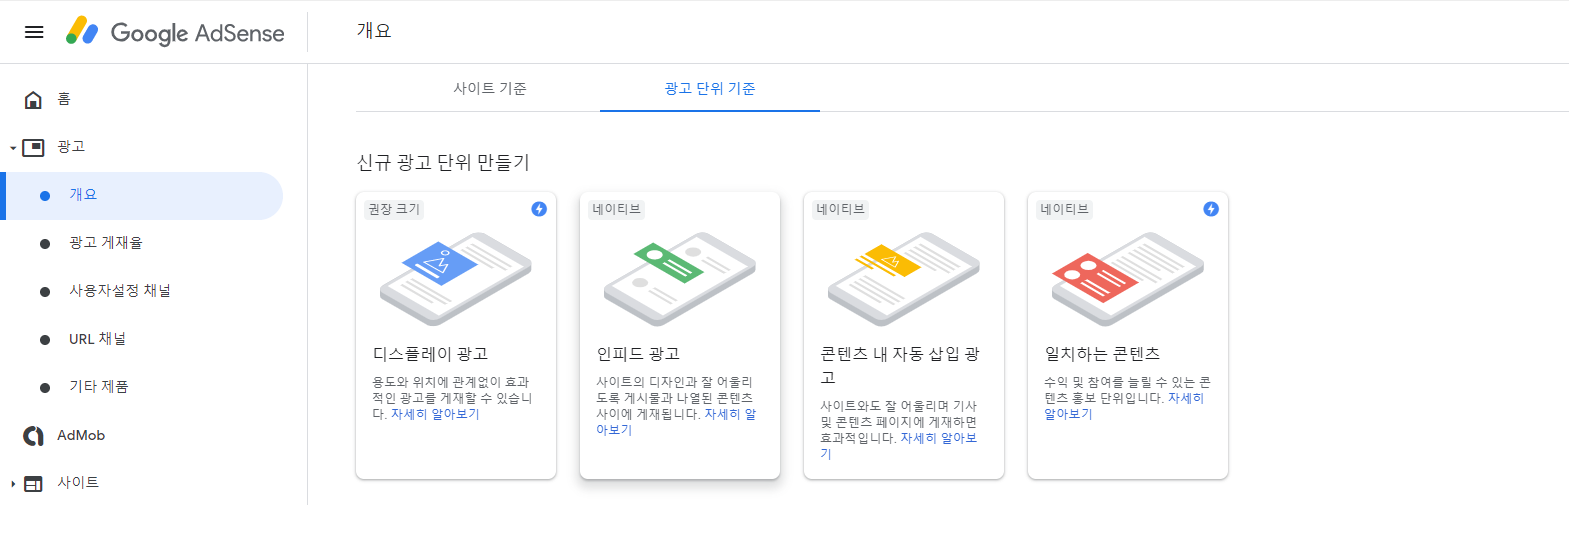 Google AdSense
개요
홈
광고
개요
광고 게재율
사용자설정 채널
URL 채널
기타 제품
AdMob
사이트
사이트 기준
광고 단위 기준
신규 광고 단위 만들기
권장 크기
디스플레이 광고
용도와 위치에 관계없이 효과
적인 광고를 게재할 수 있습니
다. 자세히 알아보기
네이티브
인피드 광고
사이트의 디자인과 잘 어울리
도록 게시물과 나열된 콘텐츠
사이에 게재됩니다. 자세히 알
아보기
네이티브
콘텐츠 내 자동 삽입 광
고
사이트와도 잘 어울리며 기사
및 콘텐츠 페이지에 게재하면
효과적입니다. 자세히 알아보
기
네이티브
일치하는 콘텐츠
수익 및 참여를 늘릴 수 있는 콘
텐츠 홍보 단위입니다. 자세히
알아보기